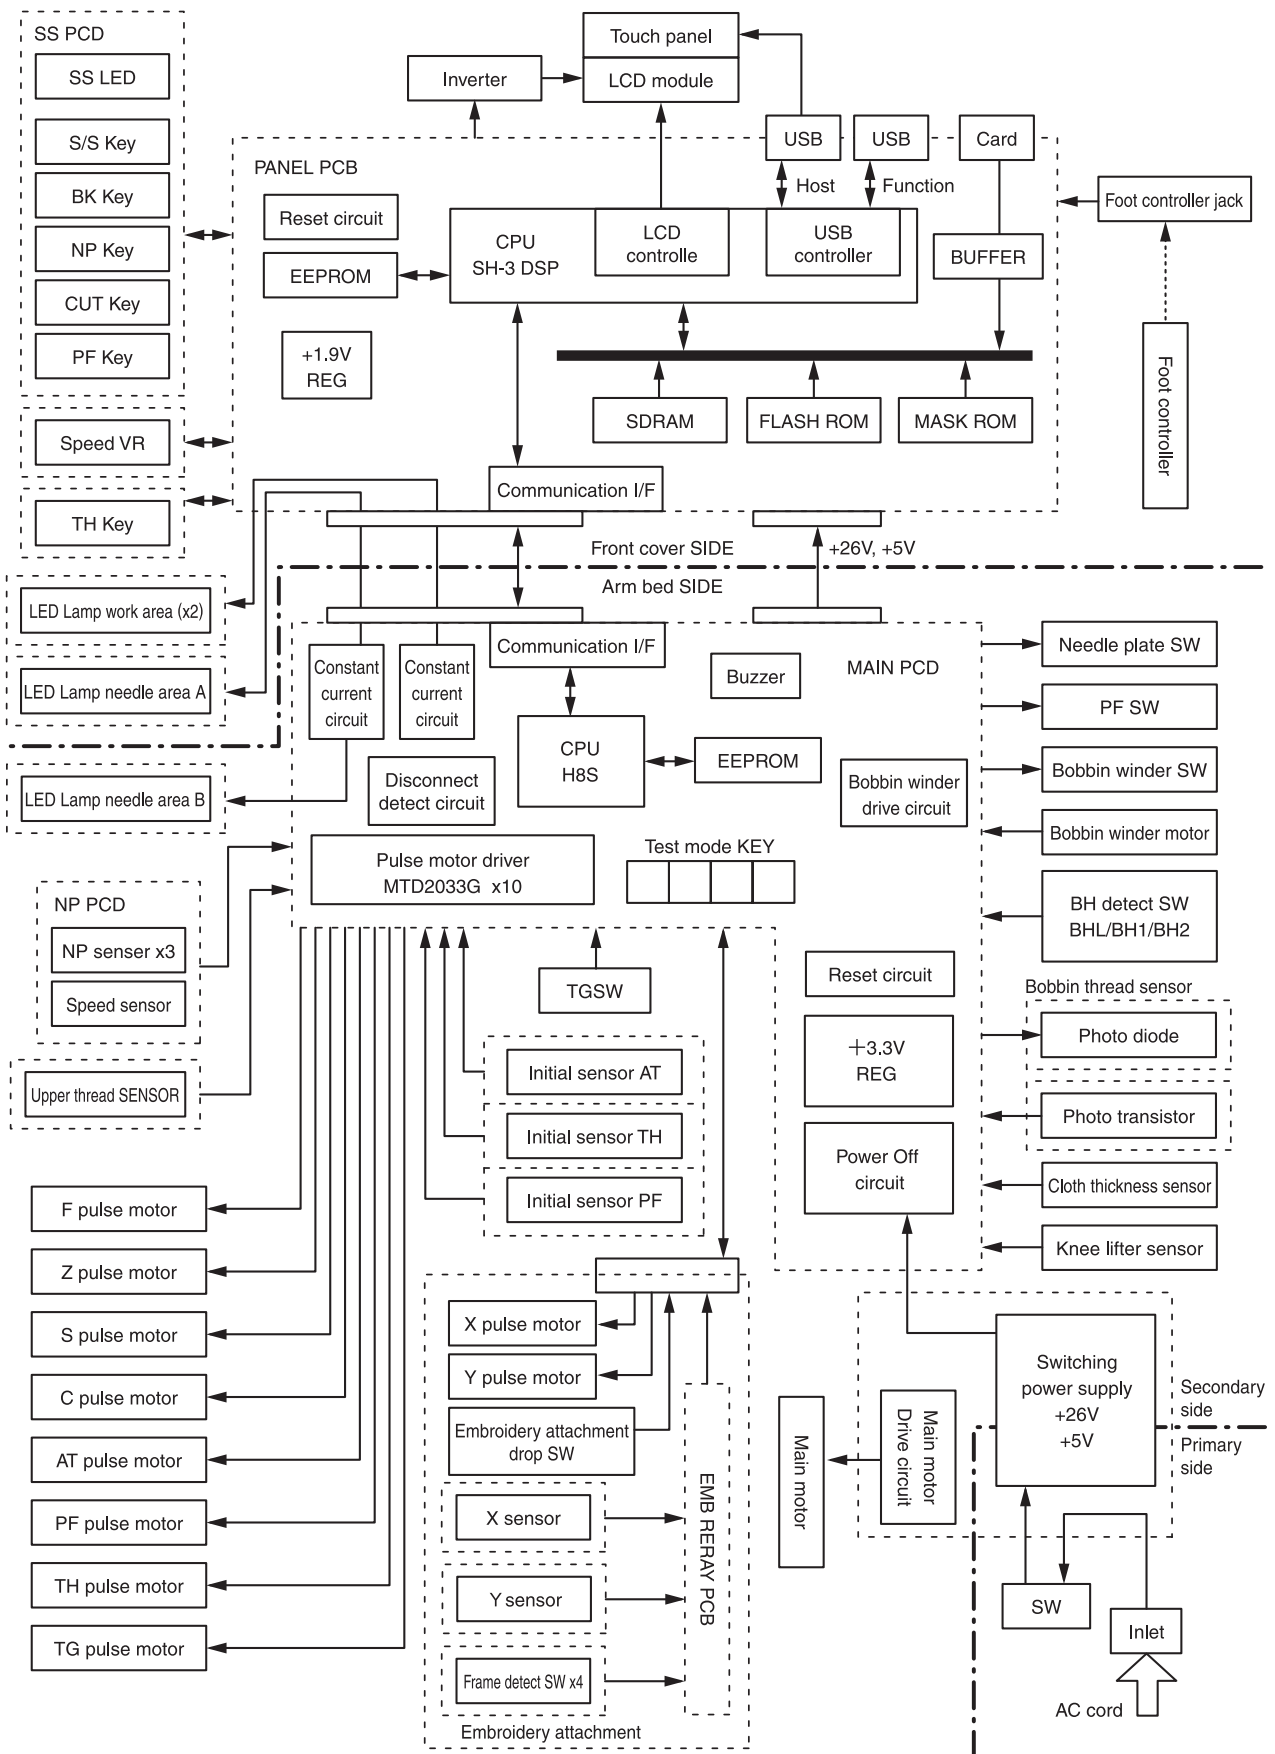 SS PCD
SS LED
S/S Key
BK Key
NP Key
CUT Key
PF Key
Speed VR
TH Key
Touch panel
LCD module
Inverter
USB
USB
Card
Host
Function
PANEL PCB
Reset circuit
EEPROM
+1.9V
REG
CPU
SH-3 DSP
LCD
controlle
USB
controller
BUFFER
SDRAM
FLASH ROM
MASK ROM
Foot controller jack
Foot controller
Communication I/F
Front cover SIDE
+26V, +5V
Arm bed SIDE
LED Lamp work area (x2)
LED Lamp needle area A
LED Lamp needle area B
Constant
current
circuit
Constant
current
circuit
Communication I/F
Buzzer
MAIN PCD
CPU
H8S
EEPROM
Disconnect
detect circuit
Bobbin winder
drive circuit
Pulse motor driver
MTD2033G x10
Test mode KEY
Needle plate SW
PF SW
Bobbin winder SW
Bobbin winder motor
BH detect SW
BHL/BH1/BH2
Bobbin thread sensor
Photo diode
Photo transistor
Cloth thickness sensor
Knee lifter sensor
NP PCD
NP senser x3
Speed sensor
Upper thread SENSOR
TGSW
Initial sensor AT
Initial sensor TH
Initial sensor PF
Reset circuit
+3.3V
REG
Power Off
circuit
F pulse motor
Z pulse motor
S pulse motor
C pulse motor
AT pulse motor
PF pulse motor
TH pulse motor
TG pulse motor
X pulse motor
Y pulse motor
Embroidery attachment
drop SW
X sensor
Y sensor
Frame detect SW x4
EMB RERAY PCB
Embroidery attachment
Main motor
Main motor
Drive circuit
Switching
power supply
+26V
+5V
Secondary
side
Primary
side
SW
Inlet
AC cord